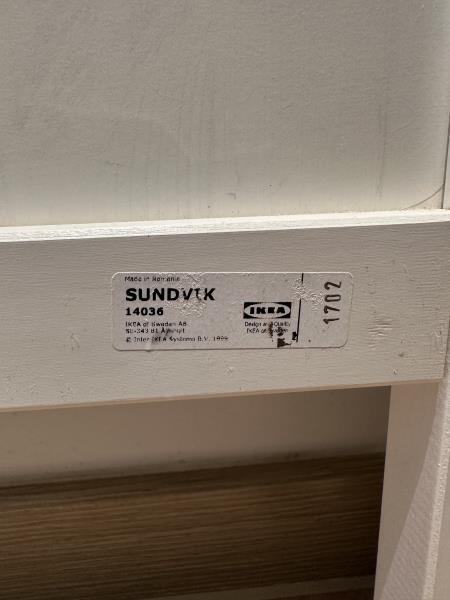 Made in Romania
SUNDVIK
14036
IKEA of Sweden AB
SE-343 81 Älmhult
© Inter IKEA Systems B.V. 1999
IKEA
Design and Quality
IKEA of Sweden
1702